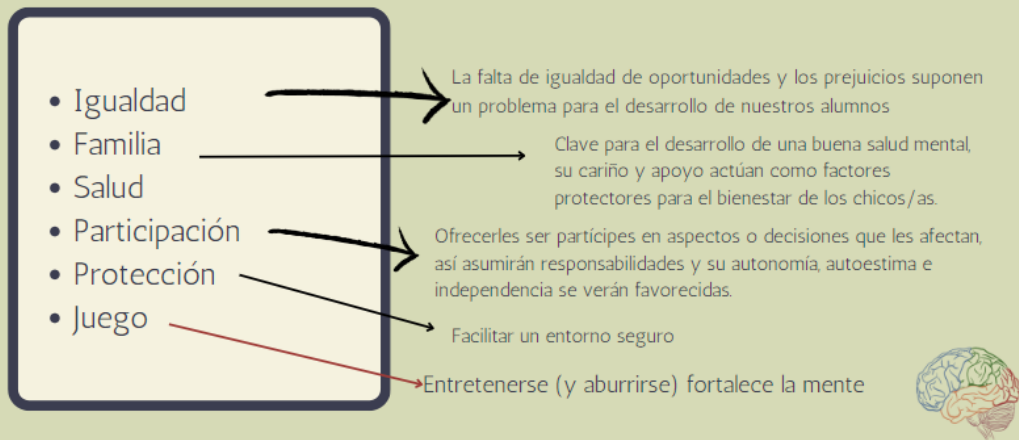 • Igualdad
• Familia
• Salud
• Participación
• Protección
• Juego
La falta de igualdad de oportunidades y los prejuicios suponen
un problema para el desarrollo de nuestros alumnos
Clave para el desarrollo de una buena salud mental,
su cariño y apoyo actúan como factores
protectores para el bienestar de los chicos/as.
Ofrecerles ser partícipes en aspectos o decisiones que les afectan,
así asumirán responsabilidades y su autonomía, autoestima e
independencia se verán favorecidas.
Facilitar un entorno seguro
Entretenerse (y aburrirse) fortalece la mente